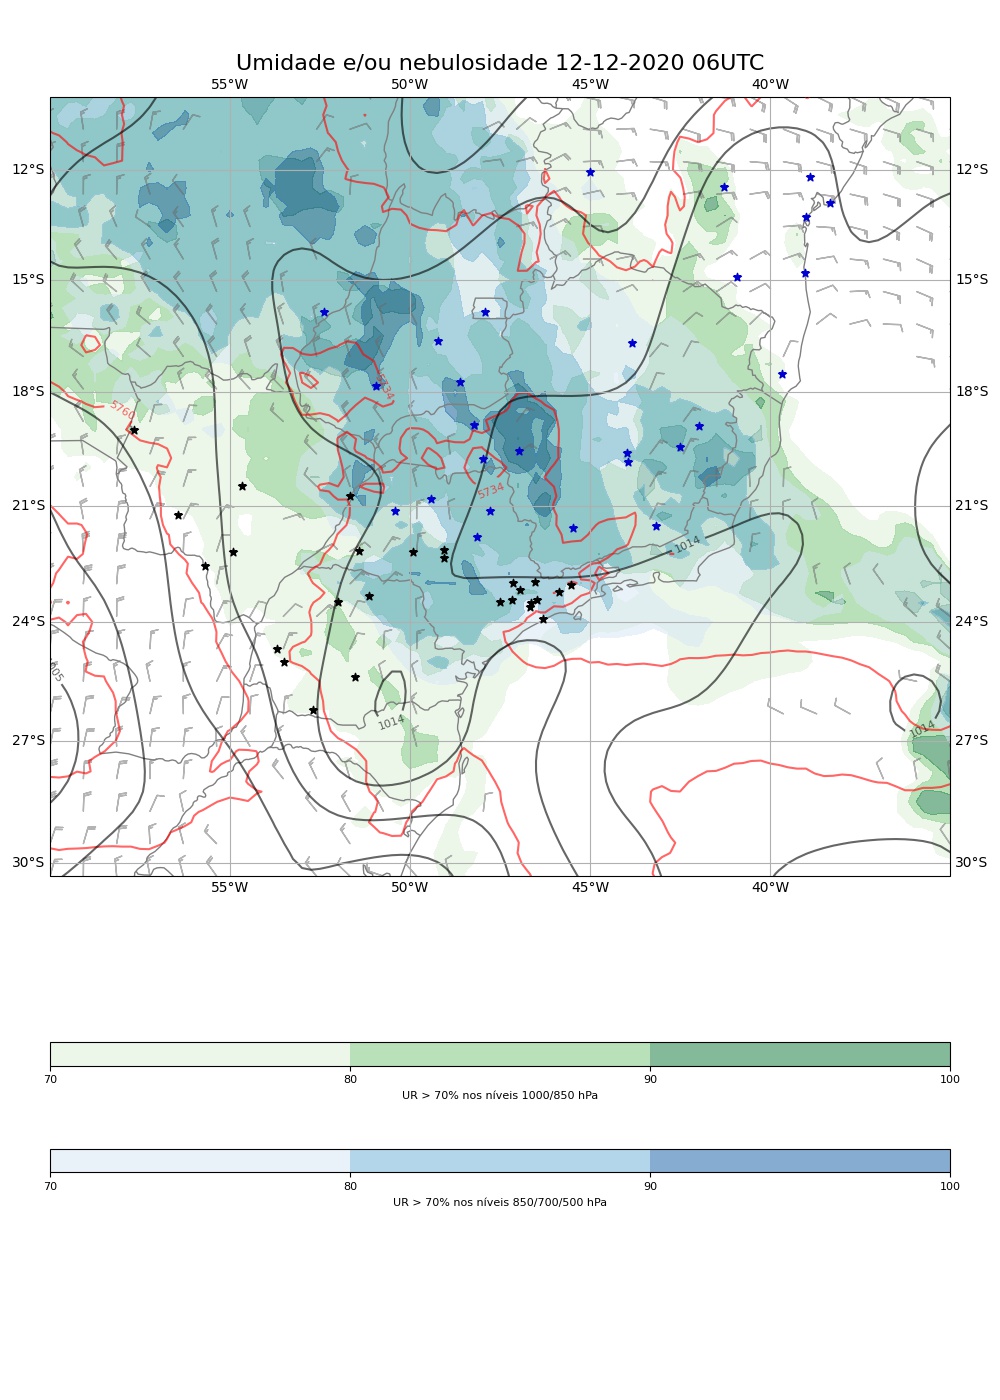 Umidade e/ou nebulosidade 12-12-2020 06UTC
55°W 50°W 45°W 40°W
12°S 12°S
15°S 15°S
18°S 18°S
5760
5734
5734
21°S 21°S
1014
24°S 24°S
1014
1014
27°S 27°S
30°S 30°S
55°W 50°W 45°W 40°W
70 80 90 100
UR > 70% nos níveis 1000/850 hPa
70 80 90 100
UR > 70% nos níveis 850/700/500 hPa